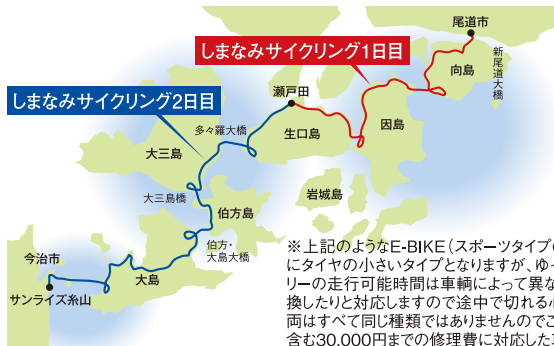 尾道市
しまなみサイクリング1日目
向島
新尾道大橋
しまなみサイクリング2日目
瀬戸田
因島
生口島
多々羅大橋
大三島
岩城島
大三島橋
伯方島
伯方・
大島大橋
今治市
大島
サンライズ糸山
※上記のようなE-BIKE(スポーツタイプ
にタイヤの小さいタイプとなりますが、ゆっ
リーの走行可能時間は車輌によって異な
換したりと対応しますので途中で切れる
両はすべて同じ種類ではありませんのでご
含む30,000円までの修理費に対応した